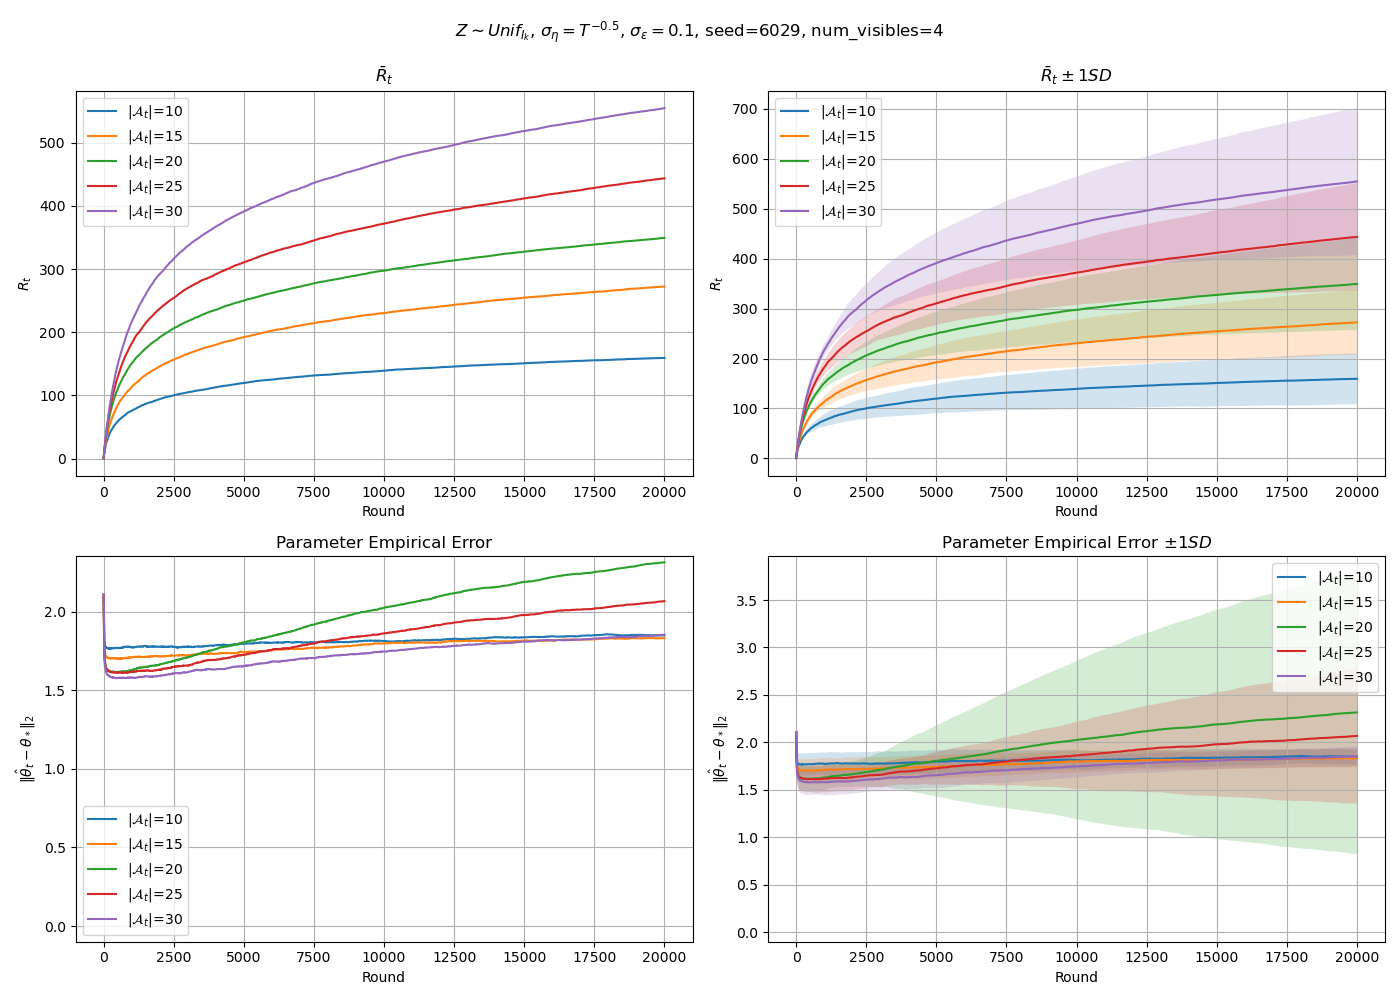 Z ~ Unif_{I_k}, σ_η = T^{-0.5}, σ_ε = 0.1, seed=6029, num_visibles=4
R̄_t
|𝒜_t|=10
|𝒜_t|=15
|𝒜_t|=20
|𝒜_t|=25
|𝒜_t|=30
R_t
500
400
300
200
100
0
0 2500 5000 7500 10000 12500 15000 17500 20000
Round
R̄_t ± 1SD
|𝒜_t|=10
|𝒜_t|=15
|𝒜_t|=20
|𝒜_t|=25
|𝒜_t|=30
R_t
700
600
500
400
300
200
100
0
0 2500 5000 7500 10000 12500 15000 17500 20000
Round
Parameter Empirical Error
‖θ̂_t − θ_*‖_2
2.0
1.5
1.0
0.5
0.0
|𝒜_t|=10
|𝒜_t|=15
|𝒜_t|=20
|𝒜_t|=25
|𝒜_t|=30
0 2500 5000 7500 10000 12500 15000 17500 20000
Round
Parameter Empirical Error ±1SD
|𝒜_t|=10
|𝒜_t|=15
|𝒜_t|=20
|𝒜_t|=25
|𝒜_t|=30
‖θ̂_t − θ_*‖_2
3.5
3.0
2.5
2.0
1.5
1.0
0.5
0.0
0 2500 5000 7500 10000 12500 15000 17500 20000
Round